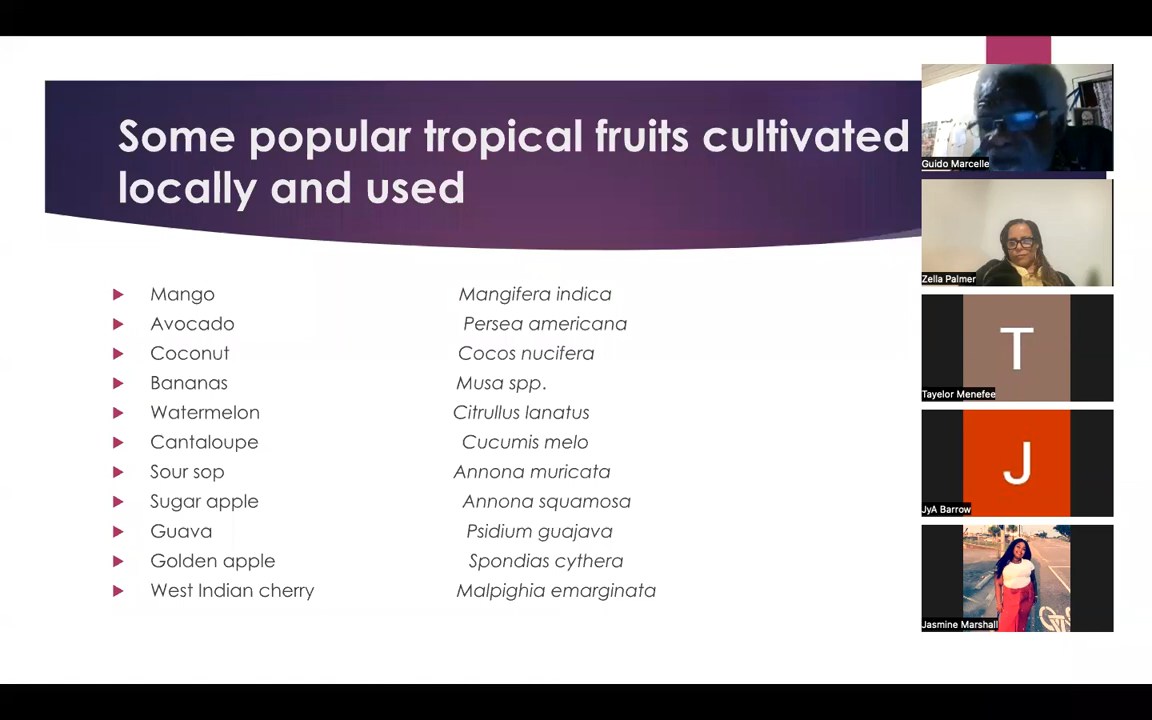 Some popular tropical fruits cultivated
locally and used
Mango Mangifera indica
Avocado Persea americana
Coconut Cocos nucifera
Bananas Musa spp.
Watermelon Citrullus lanatus
Cantaloupe Cucumis melo
Sour sop Annona muricata
Sugar apple Annona squamosa
Guava Psidium guajava
Golden apple Spondias cythera
West Indian cherry Malpighia emarginata
Guido Marcelle
Zella Palmer
T
Tayelor Menefee
J
JyA Barrow
Jasmine Marshall